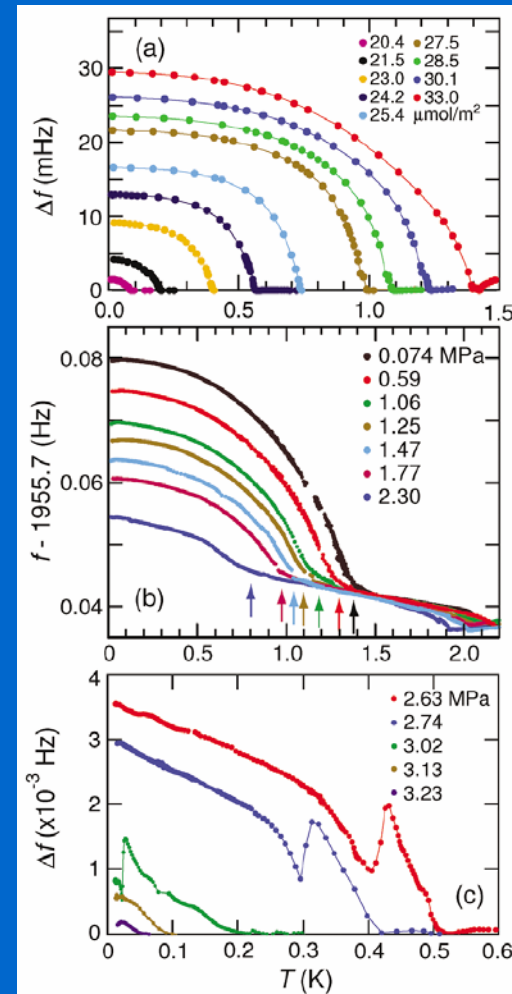 (a)
20.4 27.5
21.5 28.5
23.0 30.1
24.2 33.0
25.4 μmol/m²
Δf (mHz)
30
20
10
0
0.0 0.5 1.0 1.5
0.074 MPa
0.59
1.06
1.25
1.47
1.77
2.30
f - 1955.7 (Hz)
0.08
0.06
0.04
(b)
0.0 0.5 1.0 1.5 2.0
2.63 MPa
2.74
3.02
3.13
3.23
Δf (x10⁻³ Hz)
4
3
2
1
0
(c)
0 0.1 0.2 0.3 0.4 0.5 0.6
T (K)